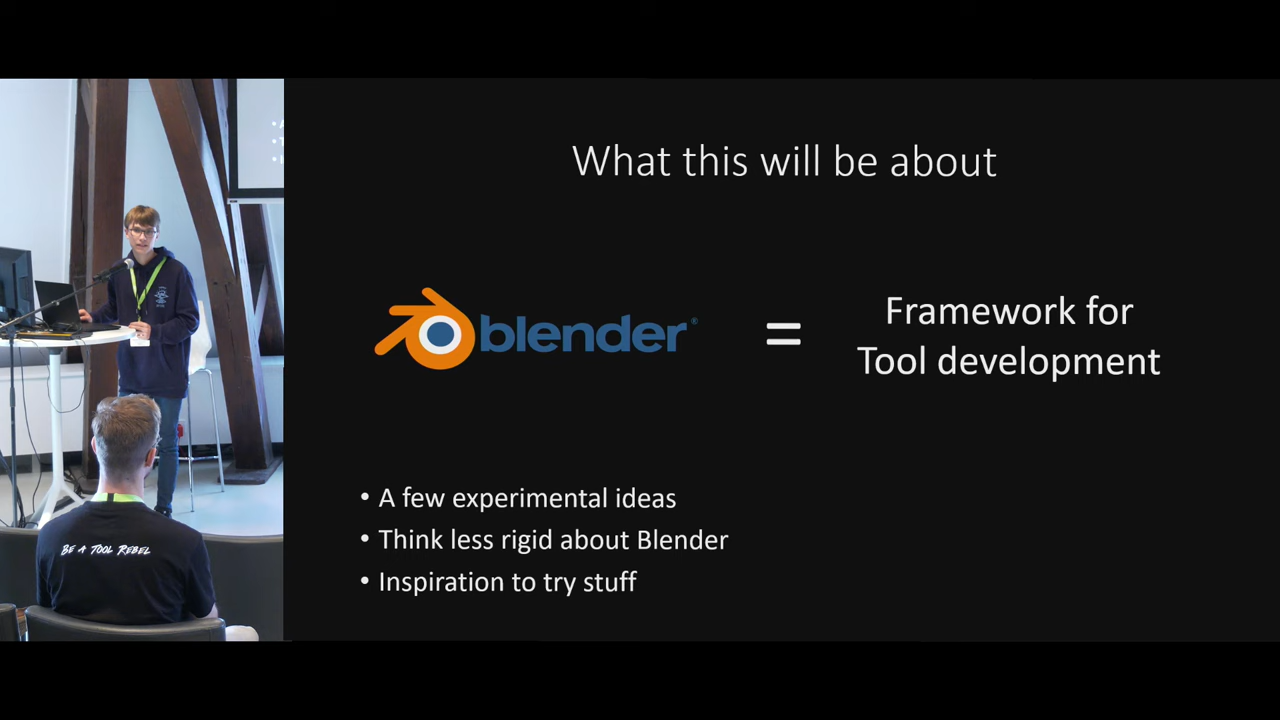 What this will be about
blender®
=
Framework for
Tool development
• A few experimental ideas
• Think less rigid about Blender
• Inspiration to try stuff
BE A TOOL REBEL